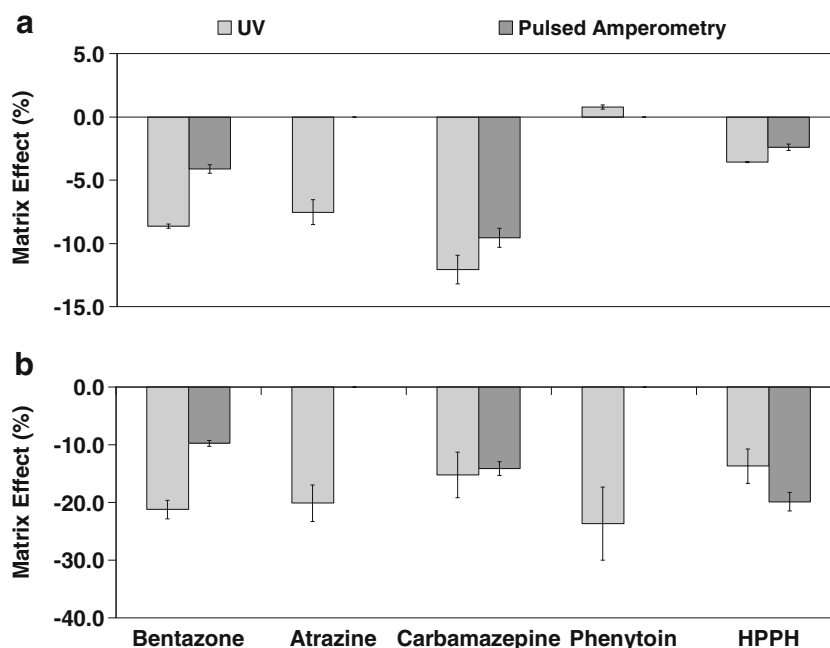 a
UV
Pulsed Amperometry
Matrix Effect (%)
5.0
0.0
-5.0
-10.0
-15.0
b
Matrix Effect (%)
0.0
-10.0
-20.0
-30.0
-40.0
Bentazone Atrazine Carbamazepine Phenytoin HPPH